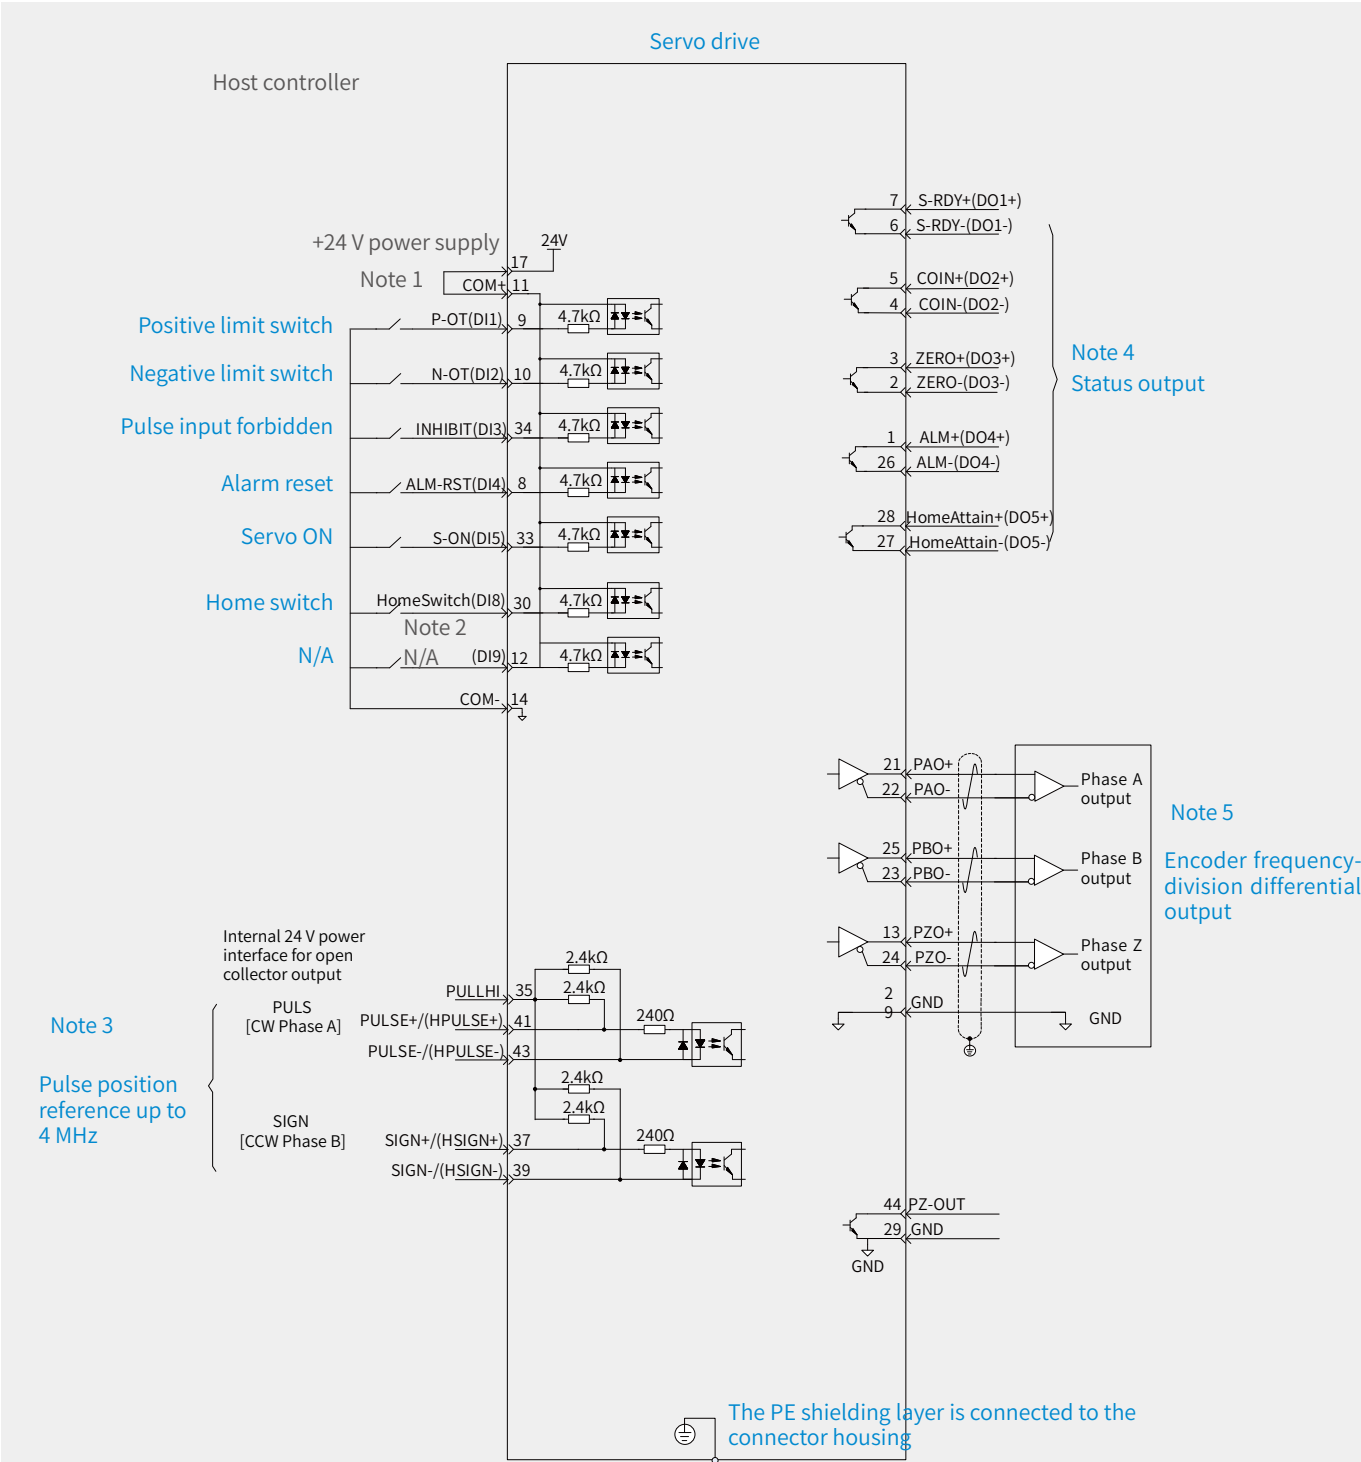 Servo drive
Host controller
+24 V power supply
24V
17
Note 1
COM+ 11
Positive limit switch
P-OT(DI1) 9
4.7kΩ
Negative limit switch
N-OT(DI2) 10
4.7kΩ
Pulse input forbidden
INHIBIT(DI3) 34
4.7kΩ
Alarm reset
ALM-RST(DI4) 8
4.7kΩ
Servo ON
S-ON(DI5) 33
4.7kΩ
Home switch
HomeSwitch(DI8) 30
4.7kΩ
Note 2
N/A
N/A
(DI9) 12
4.7kΩ
COM- 14
7 S-RDY+(DO1+)
6 S-RDY-(DO1-)
5 COIN+(DO2+)
4 COIN-(DO2-)
3 ZERO+(DO3+)
2 ZERO-(DO3-)
1 ALM+(DO4+)
26 ALM-(DO4-)
28 HomeAttain+(DO5+)
27 HomeAttain-(DO5-)
Note 4
Status output
21 PAO+
22 PAO-
Phase A
output
25 PBO+
23 PBO-
Phase B
output
13 PZO+
24 PZO-
Phase Z
output
2
9
GND
GND
Note 5
Encoder frequency-
division differential
output
Internal 24 V power
interface for open
collector output
Note 3
Pulse position
reference up to
4 MHz
PULS
[CW Phase A]
SIGN
[CCW Phase B]
2.4kΩ
PULLHI 35
2.4kΩ
PULSE+/(HPULSE+) 41
240Ω
PULSE-/(HPULSE-) 43
2.4kΩ
2.4kΩ
SIGN+/(HSIGN+) 37
240Ω
SIGN-/(HSIGN-) 39
44 PZ-OUT
29 GND
GND
The PE shielding layer is connected to the
connector housing